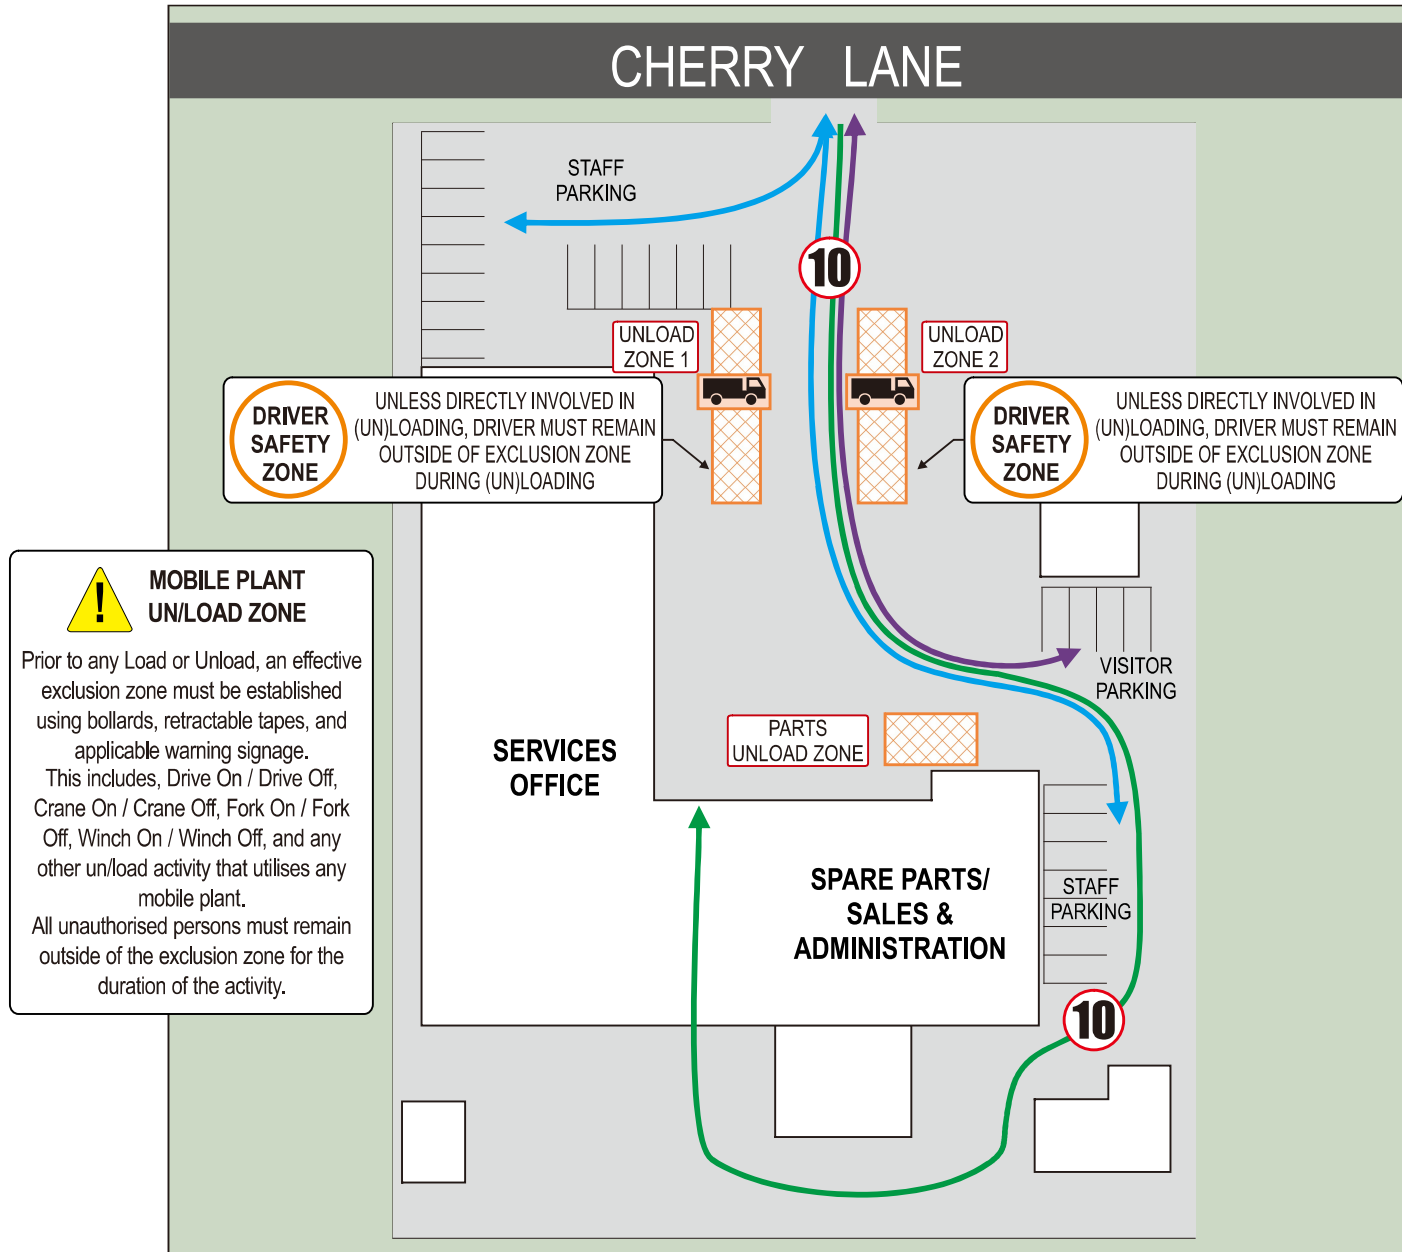 CHERRY LANE
STAFF
PARKING
10
UNLOAD
ZONE 1
UNLOAD
ZONE 2
DRIVER
SAFETY
ZONE
UNLESS DIRECTLY INVOLVED IN
(UN)LOADING, DRIVER MUST REMAIN
OUTSIDE OF EXCLUSION ZONE
DURING (UN)LOADING
DRIVER
SAFETY
ZONE
UNLESS DIRECTLY INVOLVED IN
(UN)LOADING, DRIVER MUST REMAIN
OUTSIDE OF EXCLUSION ZONE
DURING (UN)LOADING
!
MOBILE PLANT
UN/LOAD ZONE
Prior to any Load or Unload, an effective
exclusion zone must be established
using bollards, retractable tapes, and
applicable warning signage.
This includes, Drive On / Drive Off,
Crane On / Crane Off, Fork On / Fork
Off, Winch On / Winch Off, and any
other un/load activity that utilises any
mobile plant.
All unauthorised persons must remain
outside of the exclusion zone for the
duration of the activity.
VISITOR
PARKING
PARTS
UNLOAD ZONE
SERVICES
OFFICE
SPARE PARTS/
SALES &
ADMINISTRATION
STAFF
PARKING
10